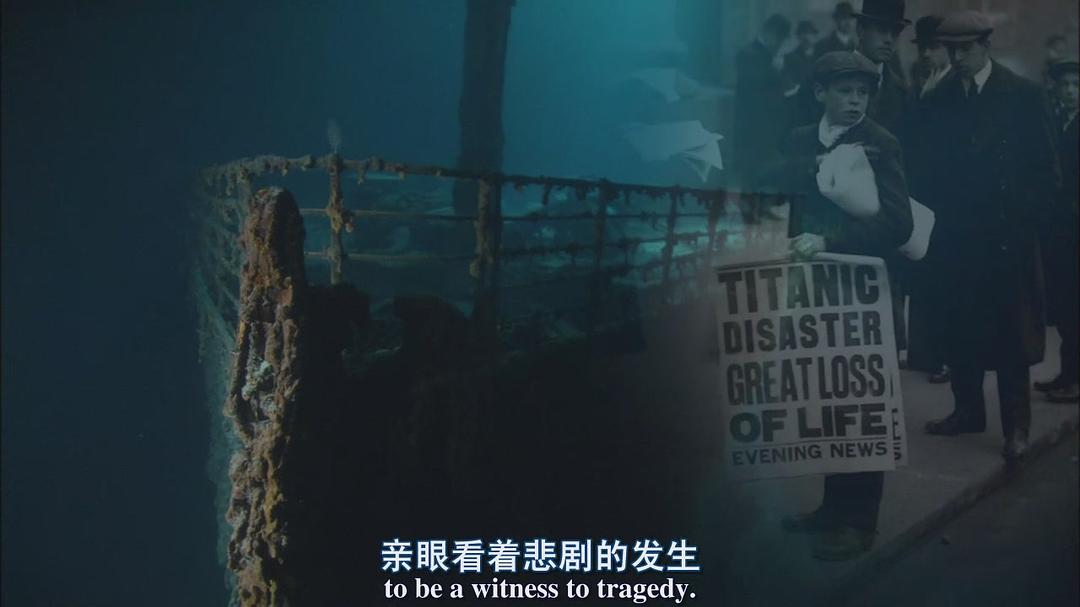 TITANIC
DISASTER
GREAT LOSS
OF LIFE
EVENING NEWS
亲眼看着悲剧的发生
to be a witness to tragedy.